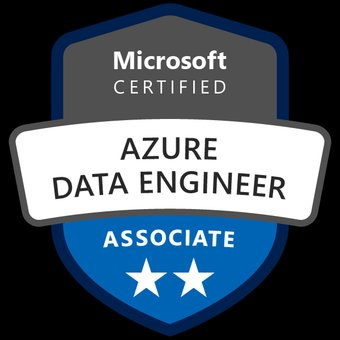 Microsoft
CERTIFIED
AZURE
DATA ENGINEER
ASSOCIATE